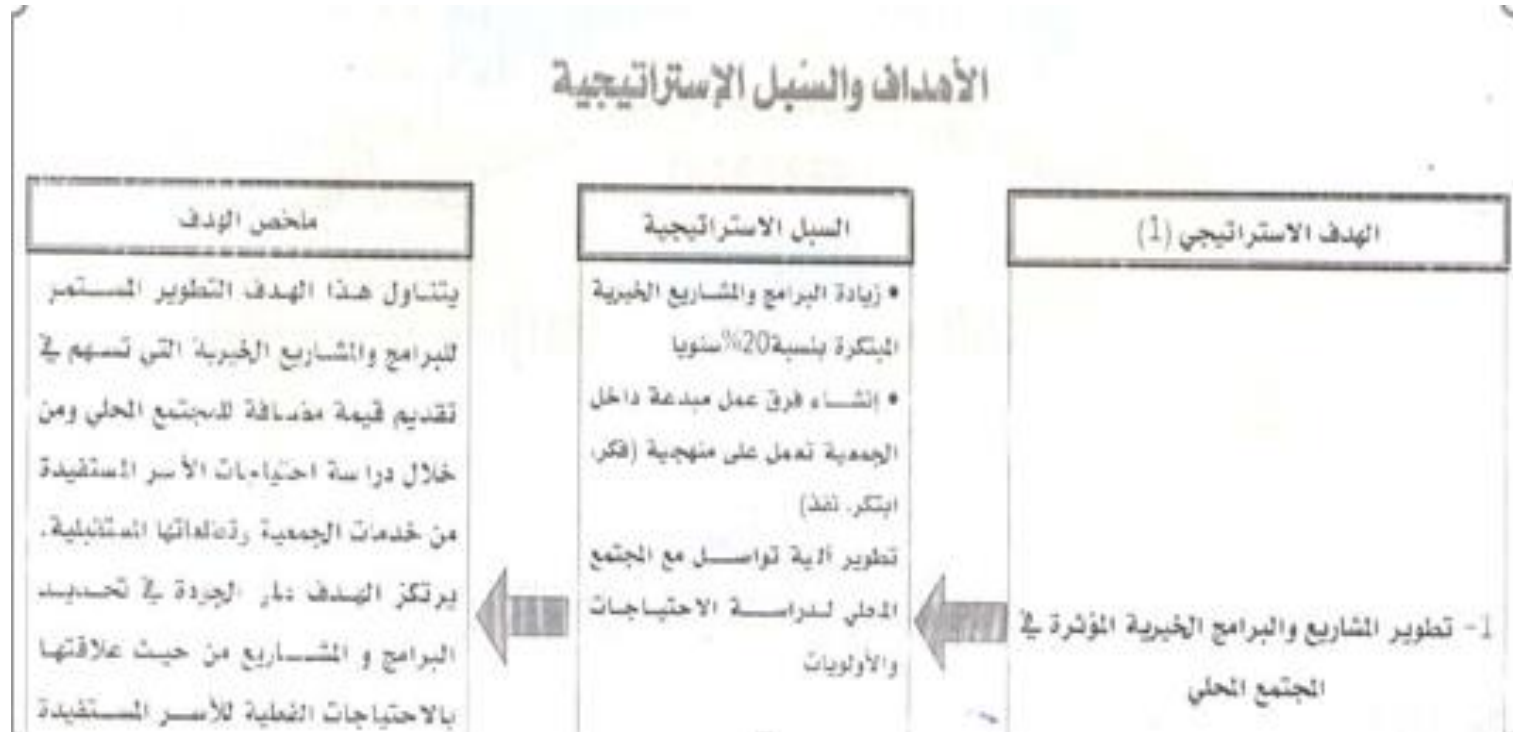 الأهداف والسبل الإستراتيجية
الهدف الاستراتيجي (1)
1- تطوير المشاريع والبرامج الخيرية المؤثرة في
المجتمع المحلي
السبل الاستراتيجية
• زيادة البرامج والمشاريع الخيرية
المبتكرة بنسبة20%سنويا
• إنشاء فرق عمل مبدعة داخل
الجمعية تعمل على منهجية (فكر،
ابتكر، نفذ)
تطوير آلية تواصل مع المجتمع
المحلي لدراسة الاحتياجات
والأولويات
ملخص الهدف
يتناول هذا الهدف التطوير المستمر
للبرامج والمشاريع الخيرية التي تسهم في
تقديم قيمة مضافة للمجتمع المحلي ومن
خلال دراسة احتياجات الأسر المستفيدة
من خدمات الجمعية وتطلعاتها المستقبلية.
يرتكز الهدف على الجودة في تحديد
البرامج و المشاريع من حيث علاقتها
بالاحتياجات الفعلية للأسر المستفيدة